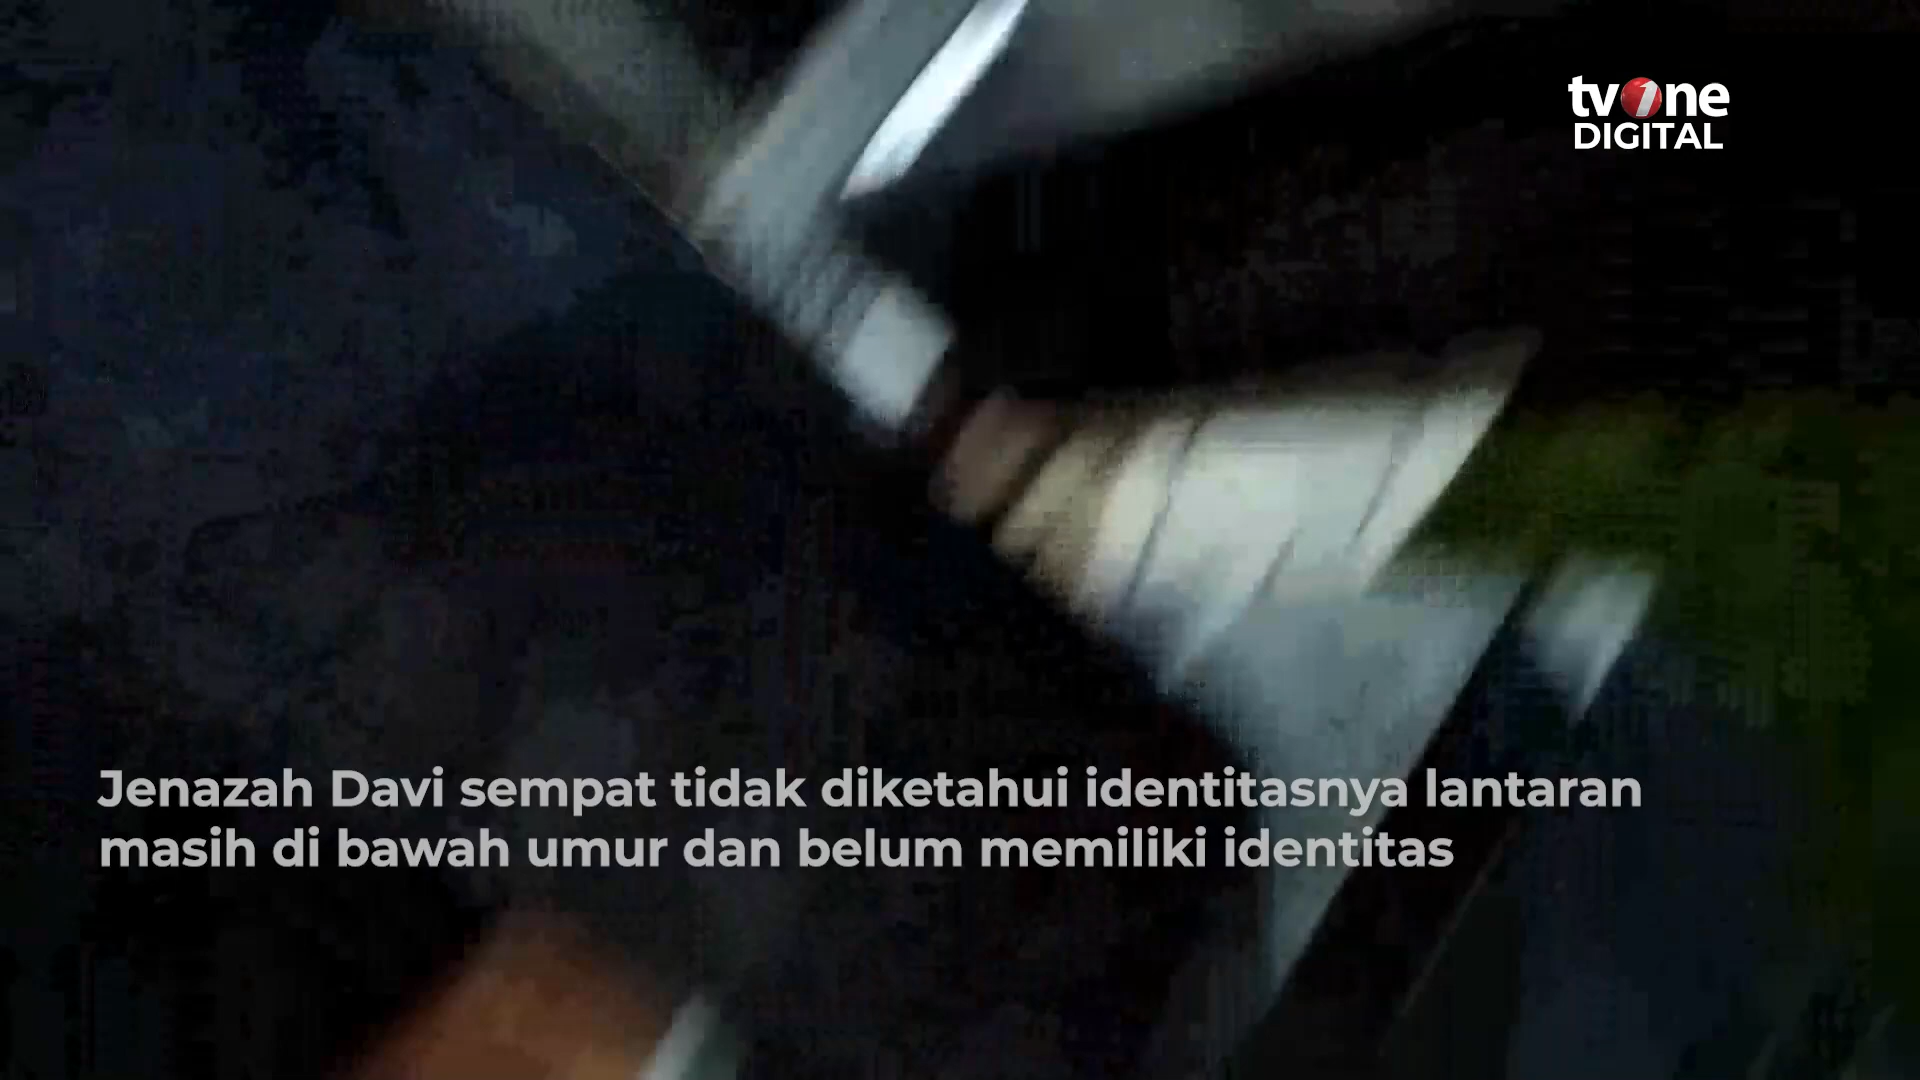 tvOne
DIGITAL
Jenazah Davi sempat tidak diketahui identitasnya lantaran
masih di bawah umur dan belum memiliki identitas